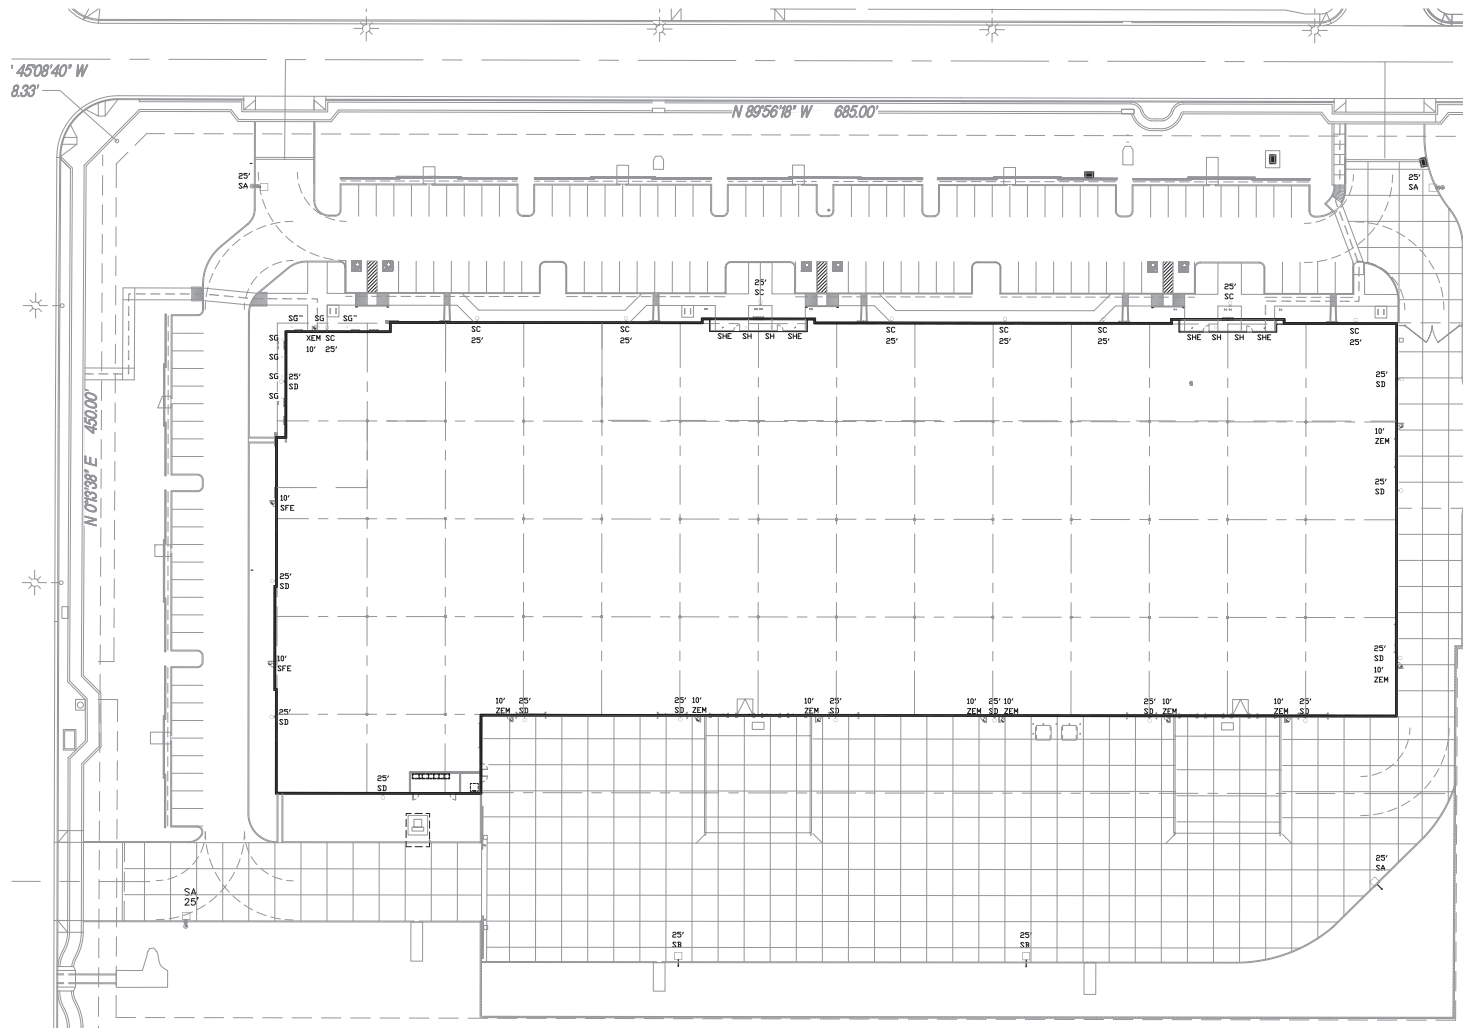 ' 45°08'40" W
8.33'
N 89°56'18" W 685.00'
25'
SA
25'
SA
25'
SC
25'
SC
SG
SG
SG
SG
XEM SC
10' 25'
SC
25'
SC
25'
SHE SH SH SHE
SC
25'
SC
25'
SC
25'
SHE SH SH SHE
SC
25'
SG
25'
SD
SG
25'
SD
N 0°13'38" E 450.00'
10'
ZEM
10'
SFE
25'
SD
25'
SD
10'
SFE
25'
SD
10'
ZEM
25'
SD
10' 25'
ZEM SD
25' 10'
SD ZEM
10' 25'
ZEM SD
10' 25' 10'
ZEM SD ZEM
25' 10'
SD ZEM
10' 25'
ZEM SD
25'
SD
25'
SA
SA
25'
25'
SB
25'
SB